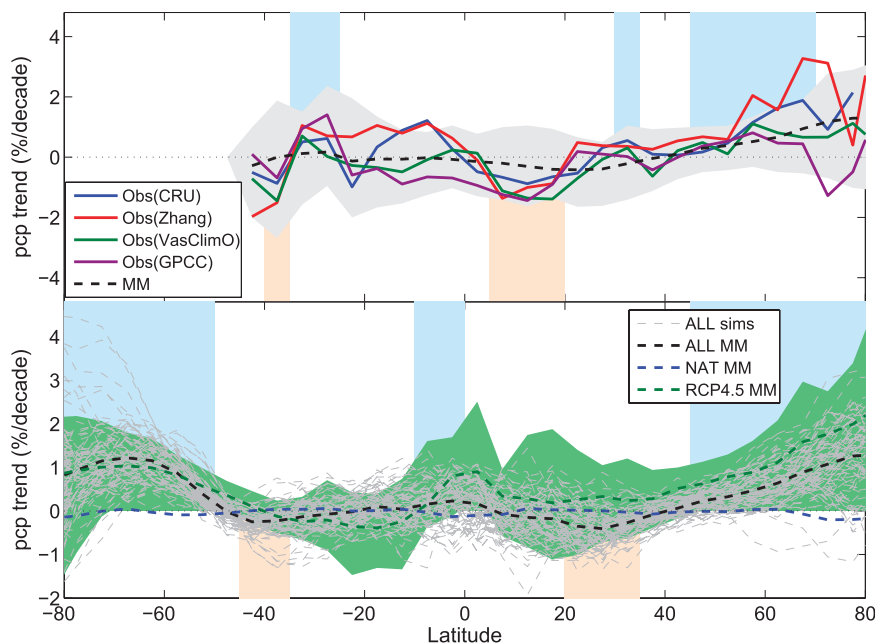 4
2
0
−2
−4
pcp trend (%/decade)
Obs(CRU)
Obs(Zhang)
Obs(VasClimO)
Obs(GPCC)
MM
4
3
2
1
0
−1
−2
pcp trend (%/decade)
ALL sims
ALL MM
NAT MM
RCP4.5 MM
−80 −60 −40 −20 0 20 40 60 80
Latitude